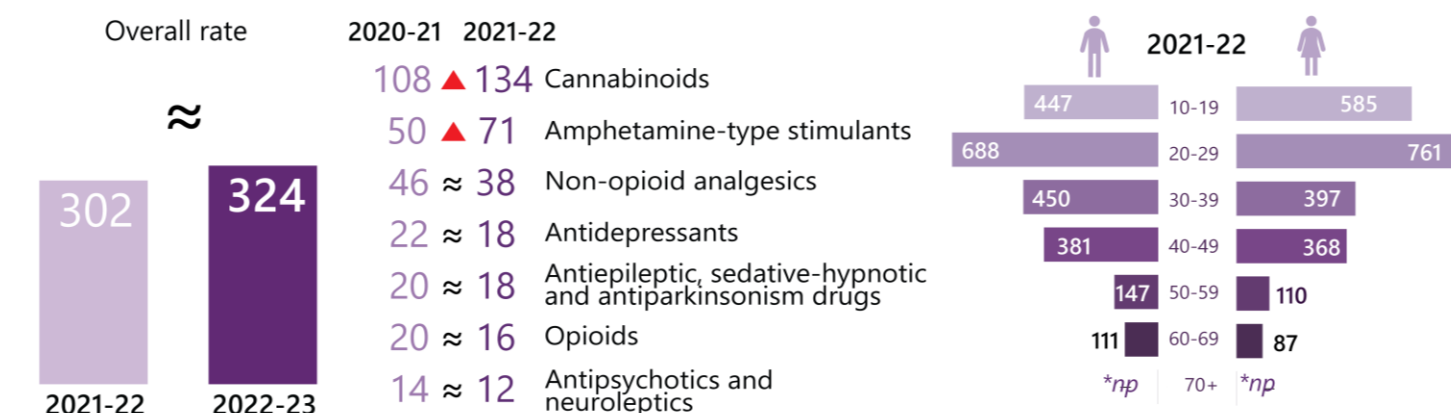 Overall rate
≈
302
324
2021-22 2022-23
2020-21 2021-22
108 ▲ 134 Cannabinoids
50 ▲ 71 Amphetamine-type stimulants
46 ≈ 38 Non-opioid analgesics
22 ≈ 18 Antidepressants
20 ≈ 18 Antiepileptic, sedative-hypnotic
and antiparkinsonism drugs
20 ≈ 16 Opioids
14 ≈ 12 Antipsychotics and
neuroleptics
2021-22
447 10-19 585
688 20-29 761
450 30-39 397
381 40-49 368
147 50-59 110
111 60-69 87
*np 70+ *np